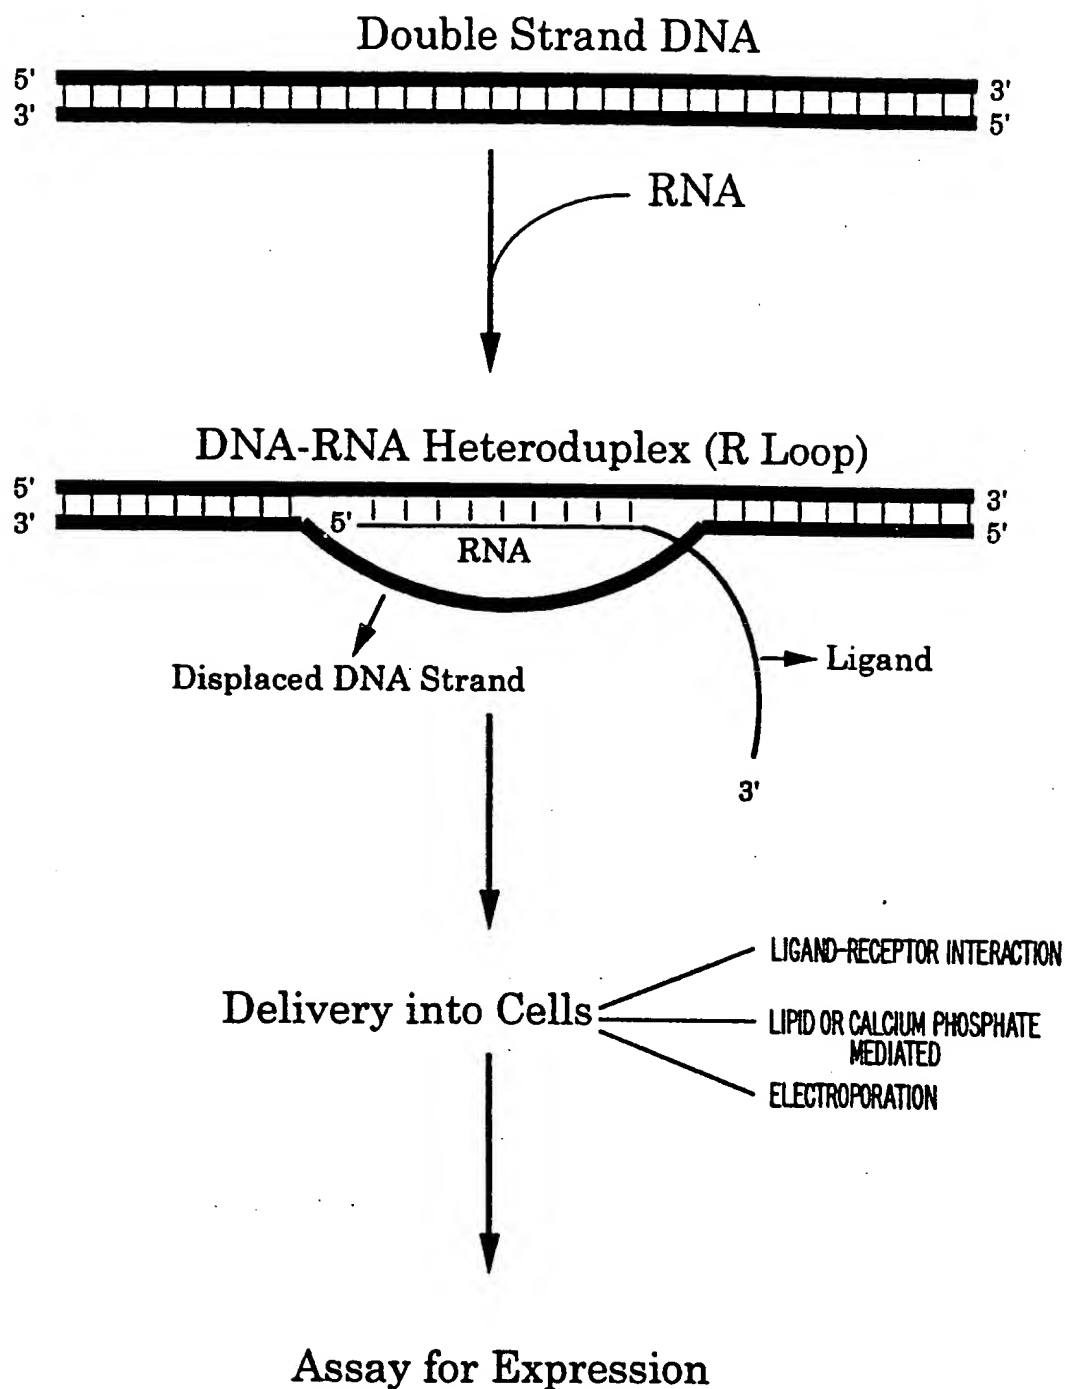 Double Strand DNA
5'
3'
3'
5'
RNA
DNA-RNA Heteroduplex (R Loop)
5'
3'
3'
5'
5'
RNA
Ligand
Displaced DNA Strand
3'
LIGAND-RECEPTOR INTERACTION
Delivery into Cells
LIPID OR CALCIUM PHOSPHATE
MEDIATED
ELECTROPORATION
Assay for Expression